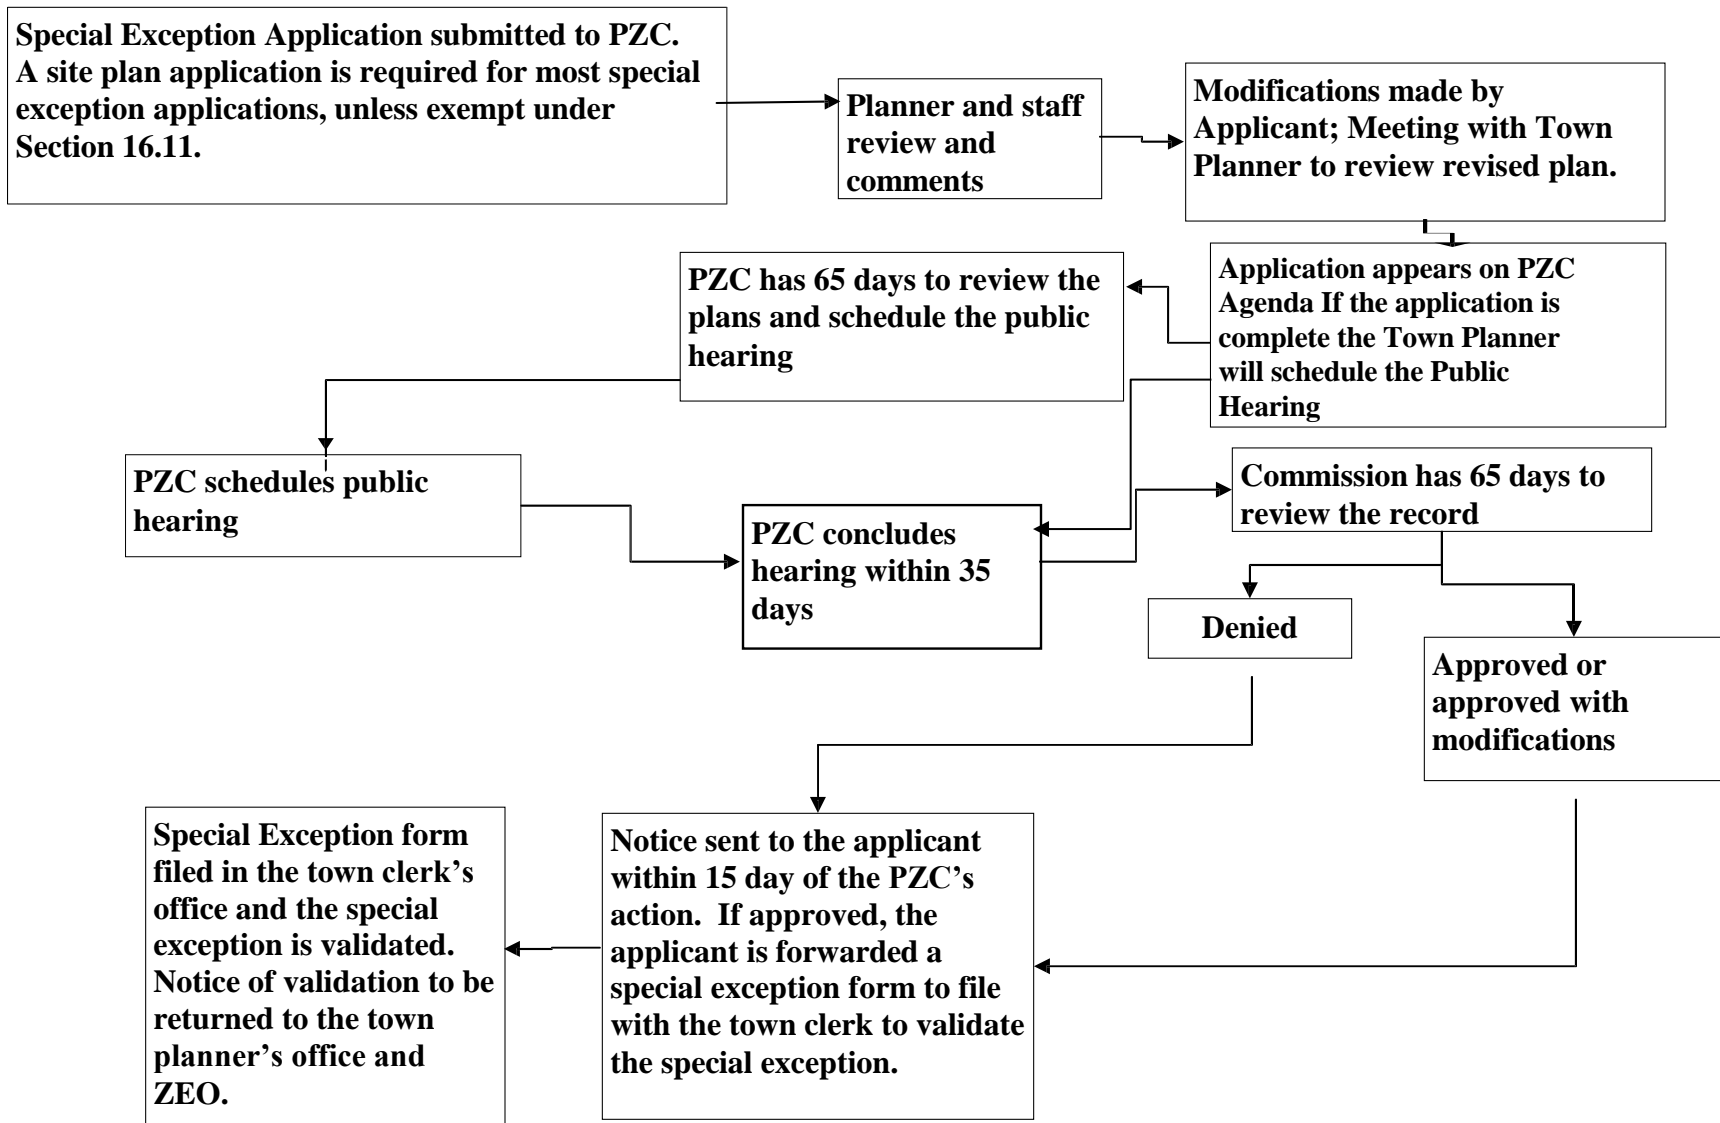 Special Exception Application submitted to PZC.
A site plan application is required for most special
exception applications, unless exempt under
Section 16.11.
Planner and staff
review and
comments
Modifications made by
Applicant; Meeting with Town
Planner to review revised plan.
Application appears on PZC
Agenda If the application is
complete the Town Planner
will schedule the Public
Hearing
PZC has 65 days to review the
plans and schedule the public
hearing
PZC schedules public
hearing
PZC concludes
hearing within 35
days
Commission has 65 days to
review the record
Denied
Approved or
approved with
modifications
Notice sent to the applicant
within 15 day of the PZC’s
action.  If approved, the
applicant is forwarded a
special exception form to file
with the town clerk to validate
the special exception.
Special Exception form
filed in the town clerk’s
office and the special
exception is validated.
Notice of validation to be
returned to the town
planner’s office and
ZEO.